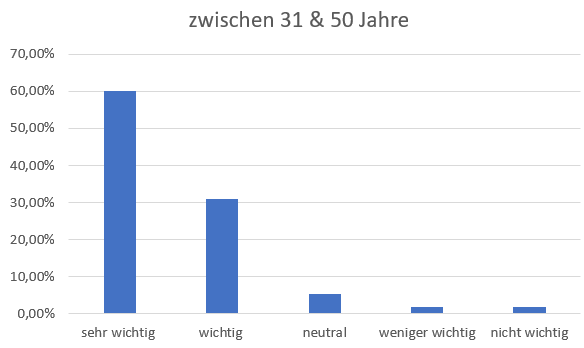 zwischen 31 & 50 Jahre
70,00%
60,00%
50,00%
40,00%
30,00%
20,00%
10,00%
0,00%
sehr wichtig
wichtig
neutral
weniger wichtig
nicht wichtig